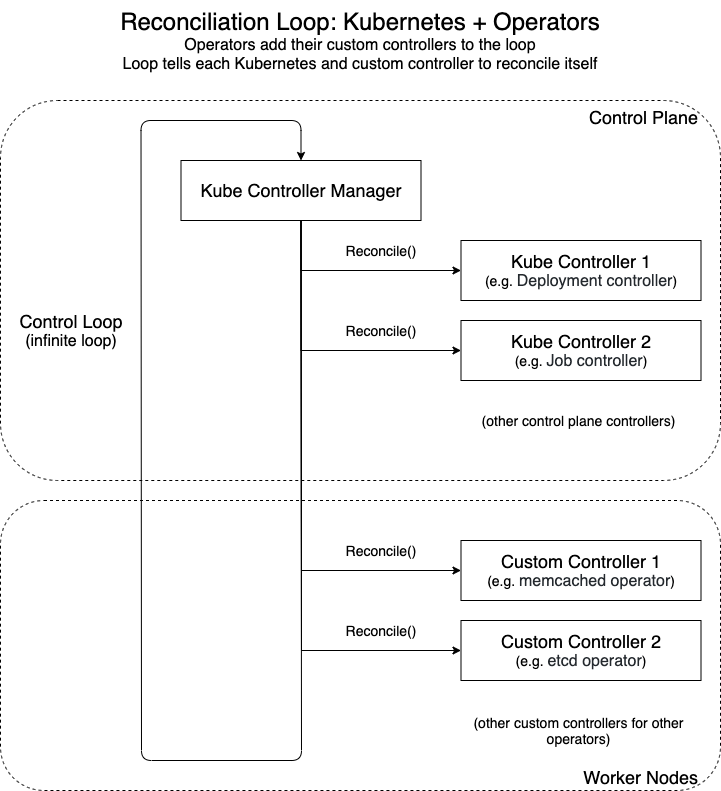 Reconciliation Loop: Kubernetes + Operators
Operators add their custom controllers to the loop
Loop tells each Kubernetes and custom controller to reconcile itself
Control Plane
Kube Controller Manager
Reconcile()
Kube Controller 1
(e.g. Deployment controller)
Control Loop
(infinite loop)
Reconcile()
Kube Controller 2
(e.g. Job controller)
(other control plane controllers)
Reconcile()
Custom Controller 1
(e.g. memcached operator)
Reconcile()
Custom Controller 2
(e.g. etcd operator)
(other custom controllers for other
operators)
Worker Nodes